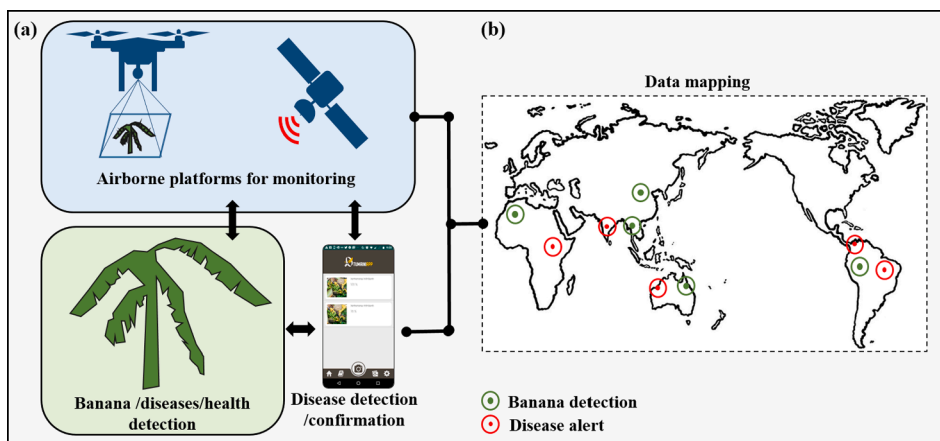 (a)
Airborne platforms for monitoring
Banana /diseases/health
detection
Disease detection
/confirmation
(b)
Data mapping
Banana detection
Disease alert